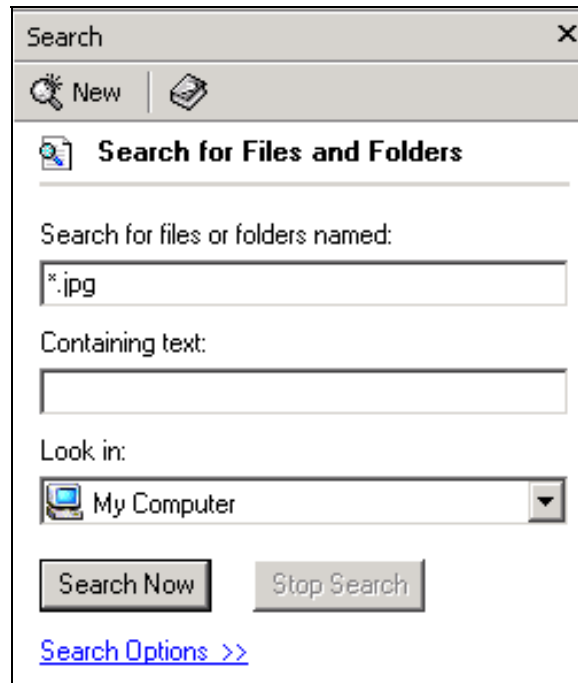 Search
New
Search for Files and Folders
Search for files or folders named:
*.jpg
Containing text:
Look in:
My Computer
Search Now Stop Search
Search Options >>